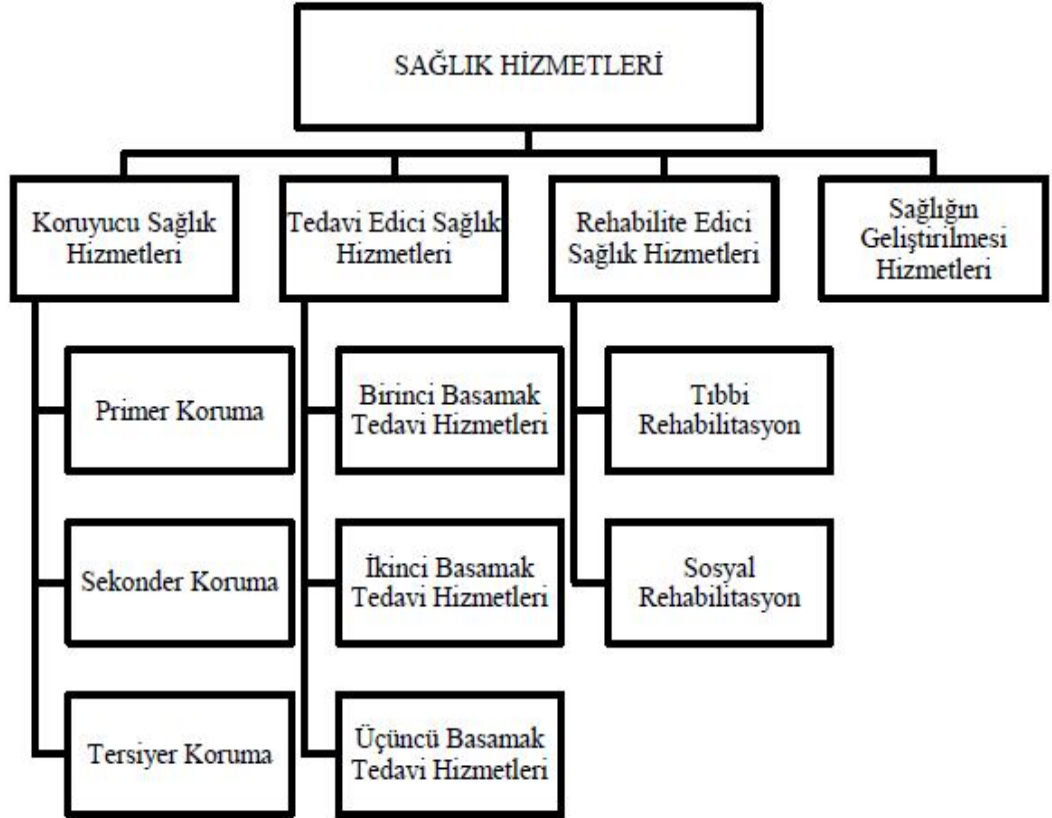 SAĞLIK HİZMETLERİ
Koruyucu Sağlık
Hizmetleri
Tedavi Edici Sağlık
Hizmetleri
Rehabilite Edici
Sağlık Hizmetleri
Sağlığın
Geliştirilmesi
Hizmetleri
Primer Koruma
Birinci Basamak
Tedavi Hizmetleri
Tıbbi
Rehabilitasyon
Sekonder Koruma
İkinci Basamak
Tedavi Hizmetleri
Sosyal
Rehabilitasyon
Tersiyer Koruma
Üçüncü Basamak
Tedavi Hizmetleri